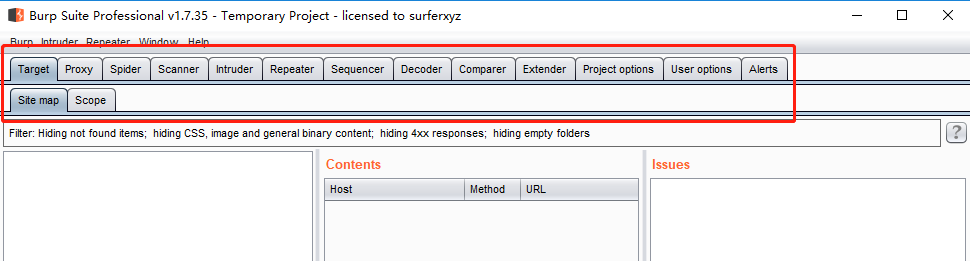 Burp Suite Professional v1.7.35 - Temporary Project - licensed to surferxyz
Burp Intruder Repeater Window Help
Target Proxy Spider Scanner Intruder Repeater Sequencer Decoder Comparer Extender Project options User options Alerts
Site map Scope
Filter: Hiding not found items; hiding CSS, image and general binary content; hiding 4xx responses; hiding empty folders ?
Contents Issues
Host Method URL